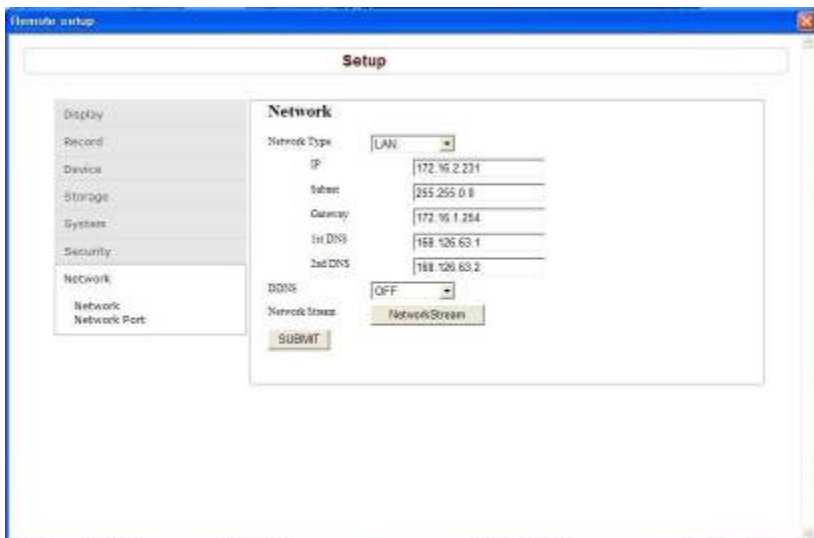 Remote setup
Setup
Display
Record
Device
Storage
System
Security
Network
Network
Network Port
Network
Network Type LAN
IP 172.16.2.231
Subnet 255.255.0.0
Gateway 172.16.1.254
1st DNS 168.126.63.1
2nd DNS 168.126.63.2
DDNS OFF
Network Stream NetworkStream
SUBMIT